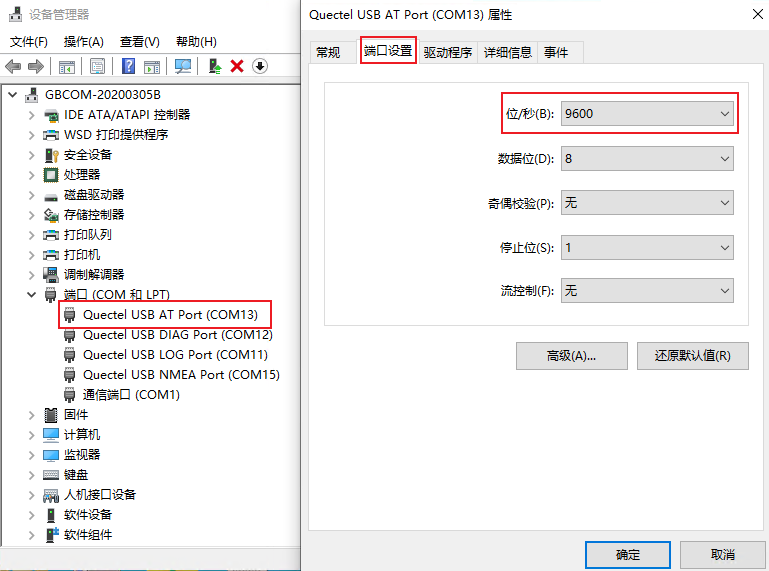 设备管理器
文件(F) 操作(A) 查看(V) 帮助(H)
GBCOM-20200305B
IDE ATA/ATAPI 控制器
WSD 打印提供程序
安全设备
处理器
磁盘驱动器
存储控制器
打印队列
打印机
调制解调器
端口 (COM 和 LPT)
Quectel USB AT Port (COM13)
Quectel USB DIAG Port (COM12)
Quectel USB LOG Port (COM11)
Quectel USB NMEA Port (COM15)
通信端口 (COM1)
固件
计算机
监视器
键盘
人机接口设备
软件设备
软件组件
Quectel USB AT Port (COM13) 属性
常规 端口设置 驱动程序 详细信息 事件
位/秒(B): 9600
数据位(D): 8
奇偶校验(P): 无
停止位(S): 1
流控制(F): 无
高级(A)... 还原默认值(R)
确定 取消